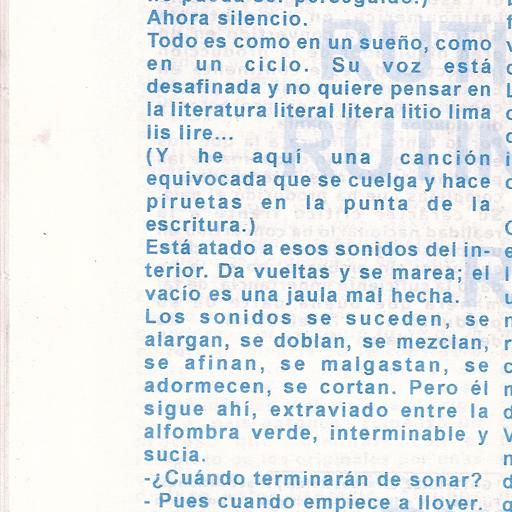 no pueda ser perseguido.)
Ahora silencio.
Todo es como en un sueño, como
en un ciclo. Su voz está
desafinada y no quiere pensar en
la literatura literal litera litio lima
lis lire...
(Y he aquí una canción
equivocada que se cuelga y hace
piruetas en la punta de la
escritura.)
Está atado a esos sonidos del in-
terior. Da vueltas y se marea; el
vacío es una jaula mal hecha.
Los sonidos se suceden, se
alargan, se doblan, se mezclan,
se afinan, se malgastan, se
adormecen, se cortan. Pero él
sigue ahí, extraviado entre la
alfombra verde, interminable y
sucia.
-¿Cuándo terminarán de sonar?
- Pues cuando empiece a llover.